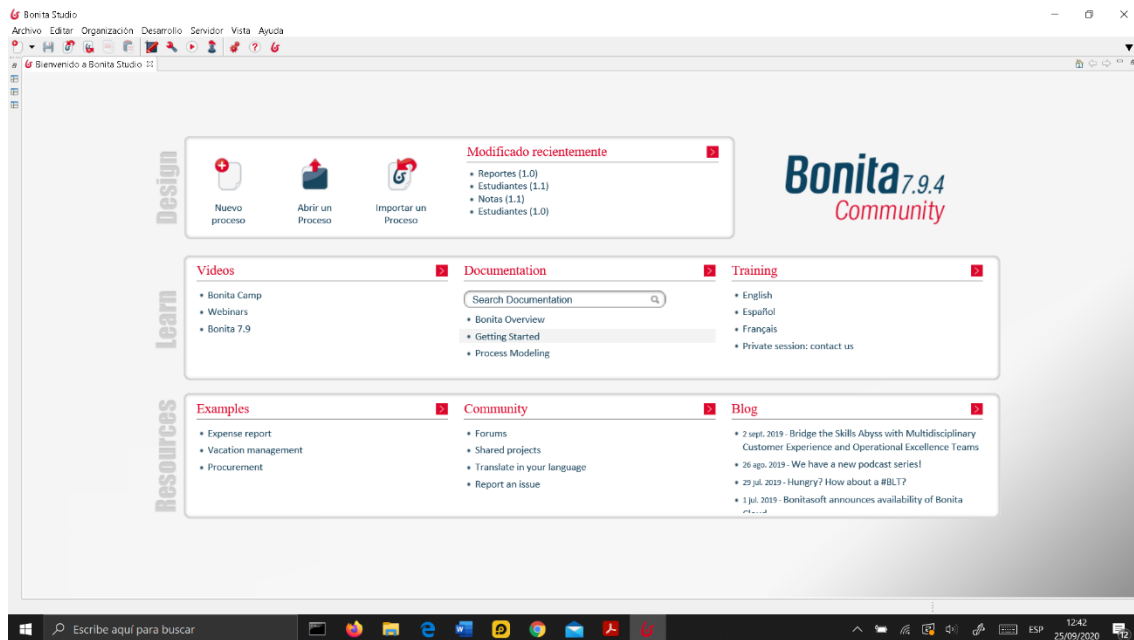 Bonita Studio
Archivo Editar Organización Desarrollo Servidor Vista Ayuda
Bienvenido a Bonita Studio
Design
Nuevo proceso
Abrir un Proceso
Importar un Proceso
Modificado recientemente
• Reportes (1.0)
• Estudiantes (1.1)
• Notas (1.1)
• Estudiantes (1.0)
Bonita 7.9.4
Community
Learn
Videos
• Bonita Camp
• Webinars
• Bonita 7.9
Documentation
Search Documentation
• Bonita Overview
• Getting Started
• Process Modeling
Training
• English
• Español
• Français
• Private session: contact us
Resources
Examples
• Expense report
• Vacation management
• Procurement
Community
• Forums
• Shared projects
• Translate in your language
• Report an issue
Blog
• 2 sept. 2019 - Bridge the Skills Abyss with Multidisciplinary
Customer Experience and Operational Excellence Teams
• 26 ago. 2019 - We have a new podcast series!
• 29 jul. 2019 - Hungry? How about a #BLT?
• 1 jul. 2019 - Bonitasoft announces availability of Bonita
Escribe aquí para buscar
ESP
12:42
25/09/2020
12